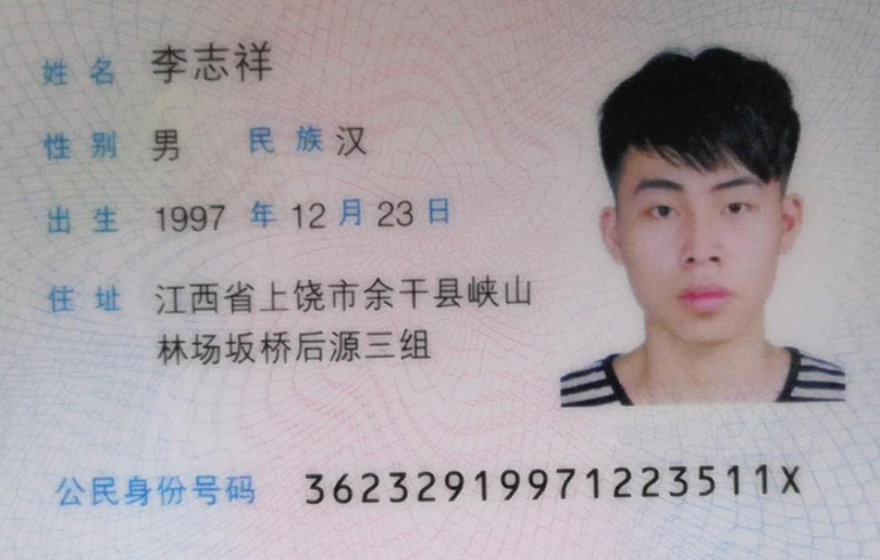 姓名 李志祥
性别 男 民族 汉
出生 1997 年 12 月 23 日
住址 江西省上饶市余干县峡山
林场坂桥后源三组
公民身份号码 36232919971223511X